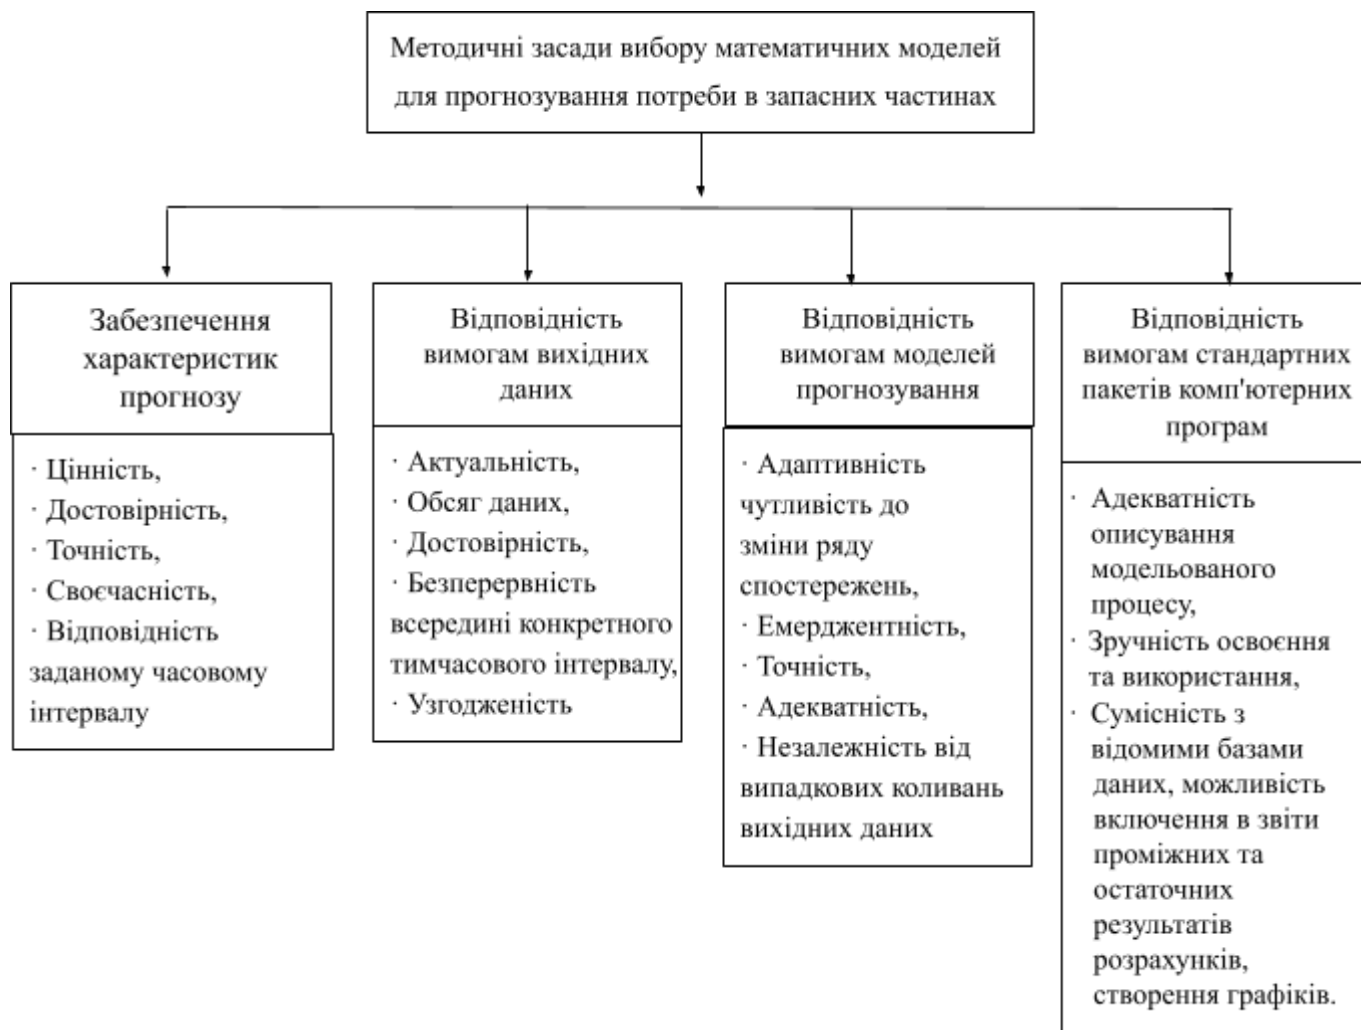 Методичні засади вибору математичних моделей
для прогнозування потреби в запасних частинах
Забезпечення
характеристик
прогнозу
· Цінність,
· Достовірність,
· Точність,
· Своєчасність,
· Відповідність
заданому часовому
інтервалу
Відповідність
вимогам вихідних
даних
· Актуальність,
· Обсяг даних,
· Достовірність,
· Безперервність
всередині конкретного
тимчасового інтервалу,
· Узгодженість
Відповідність
вимогам моделей
прогнозування
· Адаптивність
чутливість до
зміни ряду
спостережень,
· Емерджентність,
· Точність,
· Адекватність,
· Незалежність від
випадкових коливань
вихідних даних
Відповідність
вимогам стандартних
пакетів комп'ютерних
програм
· Адекватність
описування
модельованого
процесу,
· Зручність освоєння
та використання,
· Сумісність з
відомими базами
даних, можливість
включення в звіти
проміжних та
остаточних
результатів
розрахунків,
створення графіків.